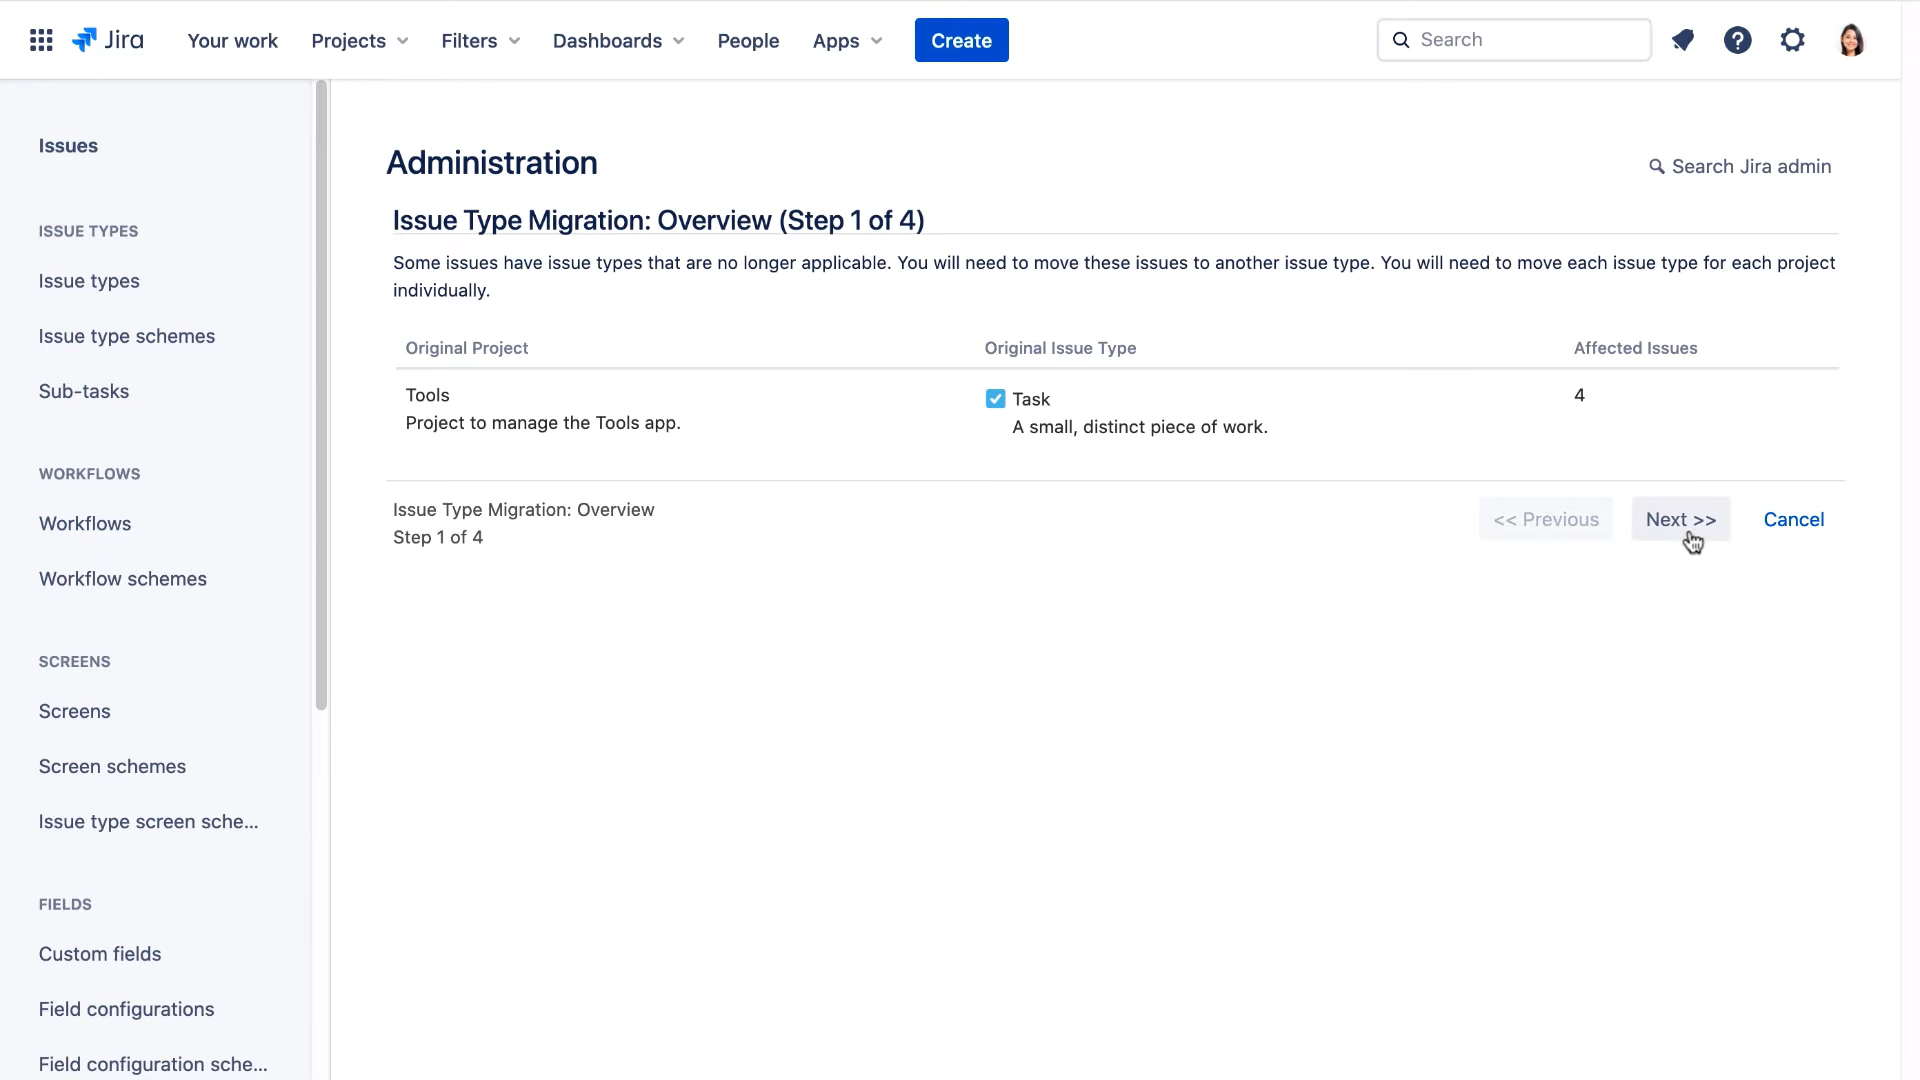 Jira
Your work
Projects
Filters
Dashboards
People
Apps
Create
Search
Issues
ISSUE TYPES
Issue types
Issue type schemes
Sub-tasks
WORKFLOWS
Workflows
Workflow schemes
SCREENS
Screens
Screen schemes
Issue type screen sche...
FIELDS
Custom fields
Field configurations
Field configuration sche...
Administration
Search Jira admin
Issue Type Migration: Overview (Step 1 of 4)
Some issues have issue types that are no longer applicable. You will need to move these issues to another issue type. You will need to move each issue type for each project
individually.
Original Project
Original Issue Type
Affected Issues
Tools
Project to manage the Tools app.
Task
A small, distinct piece of work.
4
Issue Type Migration: Overview
Step 1 of 4
<< Previous
Next >>
Cancel